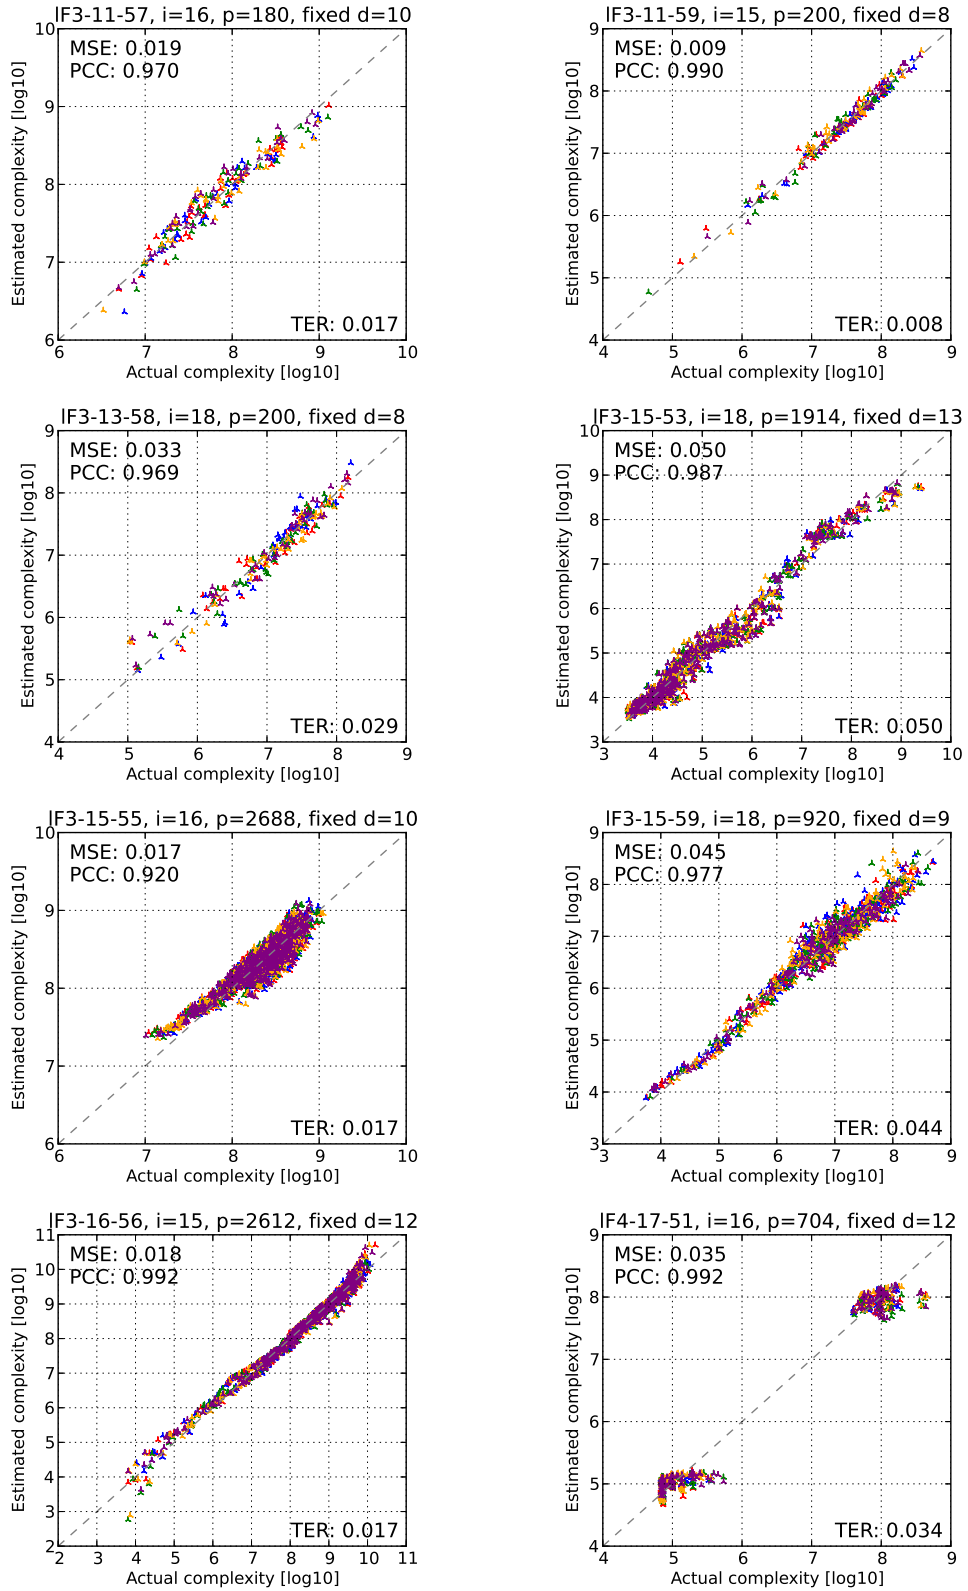 lF3-11-57, i=16, p=180, fixed d=10
MSE: 0.019
PCC: 0.970
TER: 0.017
Estimated complexity [log10]
10
9
8
7
6
6 7 8 9 10
Actual complexity [log10]
lF3-11-59, i=15, p=200, fixed d=8
MSE: 0.009
PCC: 0.990
TER: 0.008
Estimated complexity [log10]
9
8
7
6
5
4
4 5 6 7 8 9
Actual complexity [log10]
lF3-13-58, i=18, p=200, fixed d=8
MSE: 0.033
PCC: 0.969
TER: 0.029
Estimated complexity [log10]
9
8
7
6
5
4
4 5 6 7 8 9
Actual complexity [log10]
lF3-15-53, i=18, p=1914, fixed d=13
MSE: 0.050
PCC: 0.987
TER: 0.050
Estimated complexity [log10]
10
9
8
7
6
5
4
3
3 4 5 6 7 8 9 10
Actual complexity [log10]
lF3-15-55, i=16, p=2688, fixed d=10
MSE: 0.017
PCC: 0.920
TER: 0.017
Estimated complexity [log10]
10
9
8
7
6
6 7 8 9 10
Actual complexity [log10]
lF3-15-59, i=18, p=920, fixed d=9
MSE: 0.045
PCC: 0.977
TER: 0.044
Estimated complexity [log10]
9
8
7
6
5
4
3
3 4 5 6 7 8 9
Actual complexity [log10]
lF3-16-56, i=15, p=2612, fixed d=12
MSE: 0.018
PCC: 0.992
TER: 0.017
Estimated complexity [log10]
11
10
9
8
7
6
5
4
3
2
2 3 4 5 6 7 8 9 10 11
Actual complexity [log10]
lF4-17-51, i=16, p=704, fixed d=12
MSE: 0.035
PCC: 0.992
TER: 0.034
Estimated complexity [log10]
9
8
7
6
5
4
4 5 6 7 8 9
Actual complexity [log10]